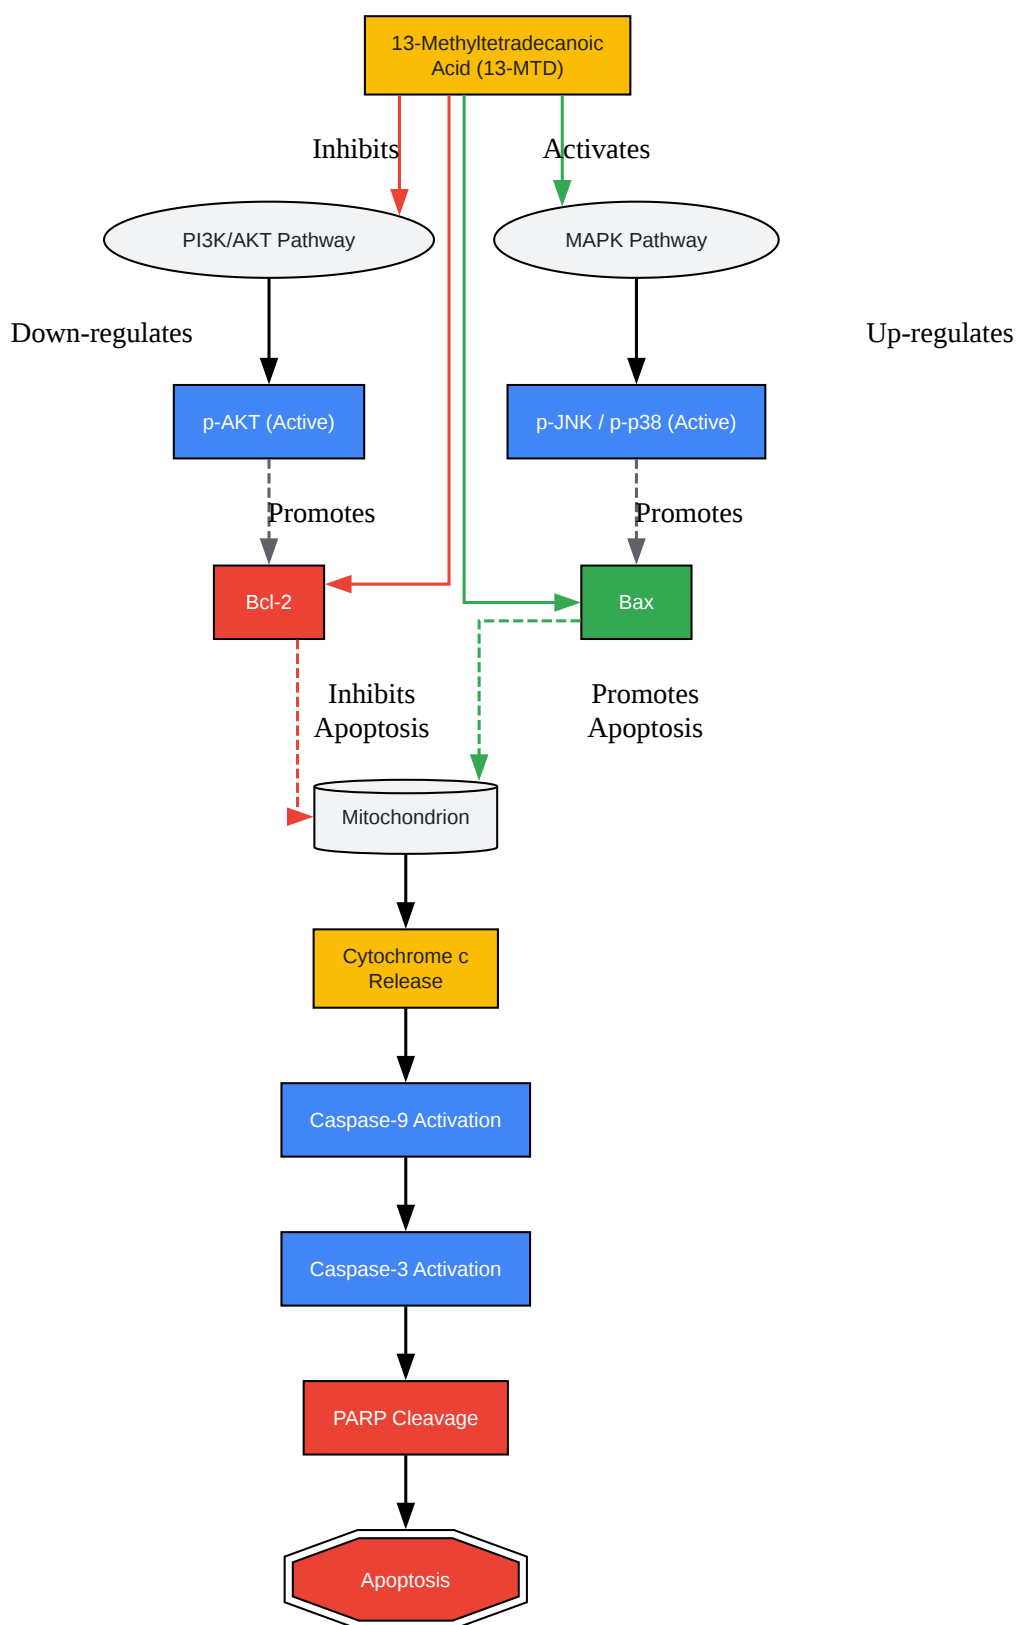 13-Methyltetradecanoic
Acid (13-MTD)
Inhibits
Activates
PI3K/AKT Pathway
MAPK Pathway
Down-regulates
Up-regulates
p-AKT (Active)
p-JNK / p-p38 (Active)
Promotes
Promotes
Bcl-2
Bax
Inhibits
Apoptosis
Promotes
Apoptosis
Mitochondrion
Cytochrome c
Release
Caspase-9 Activation
Caspase-3 Activation
PARP Cleavage
Apoptosis